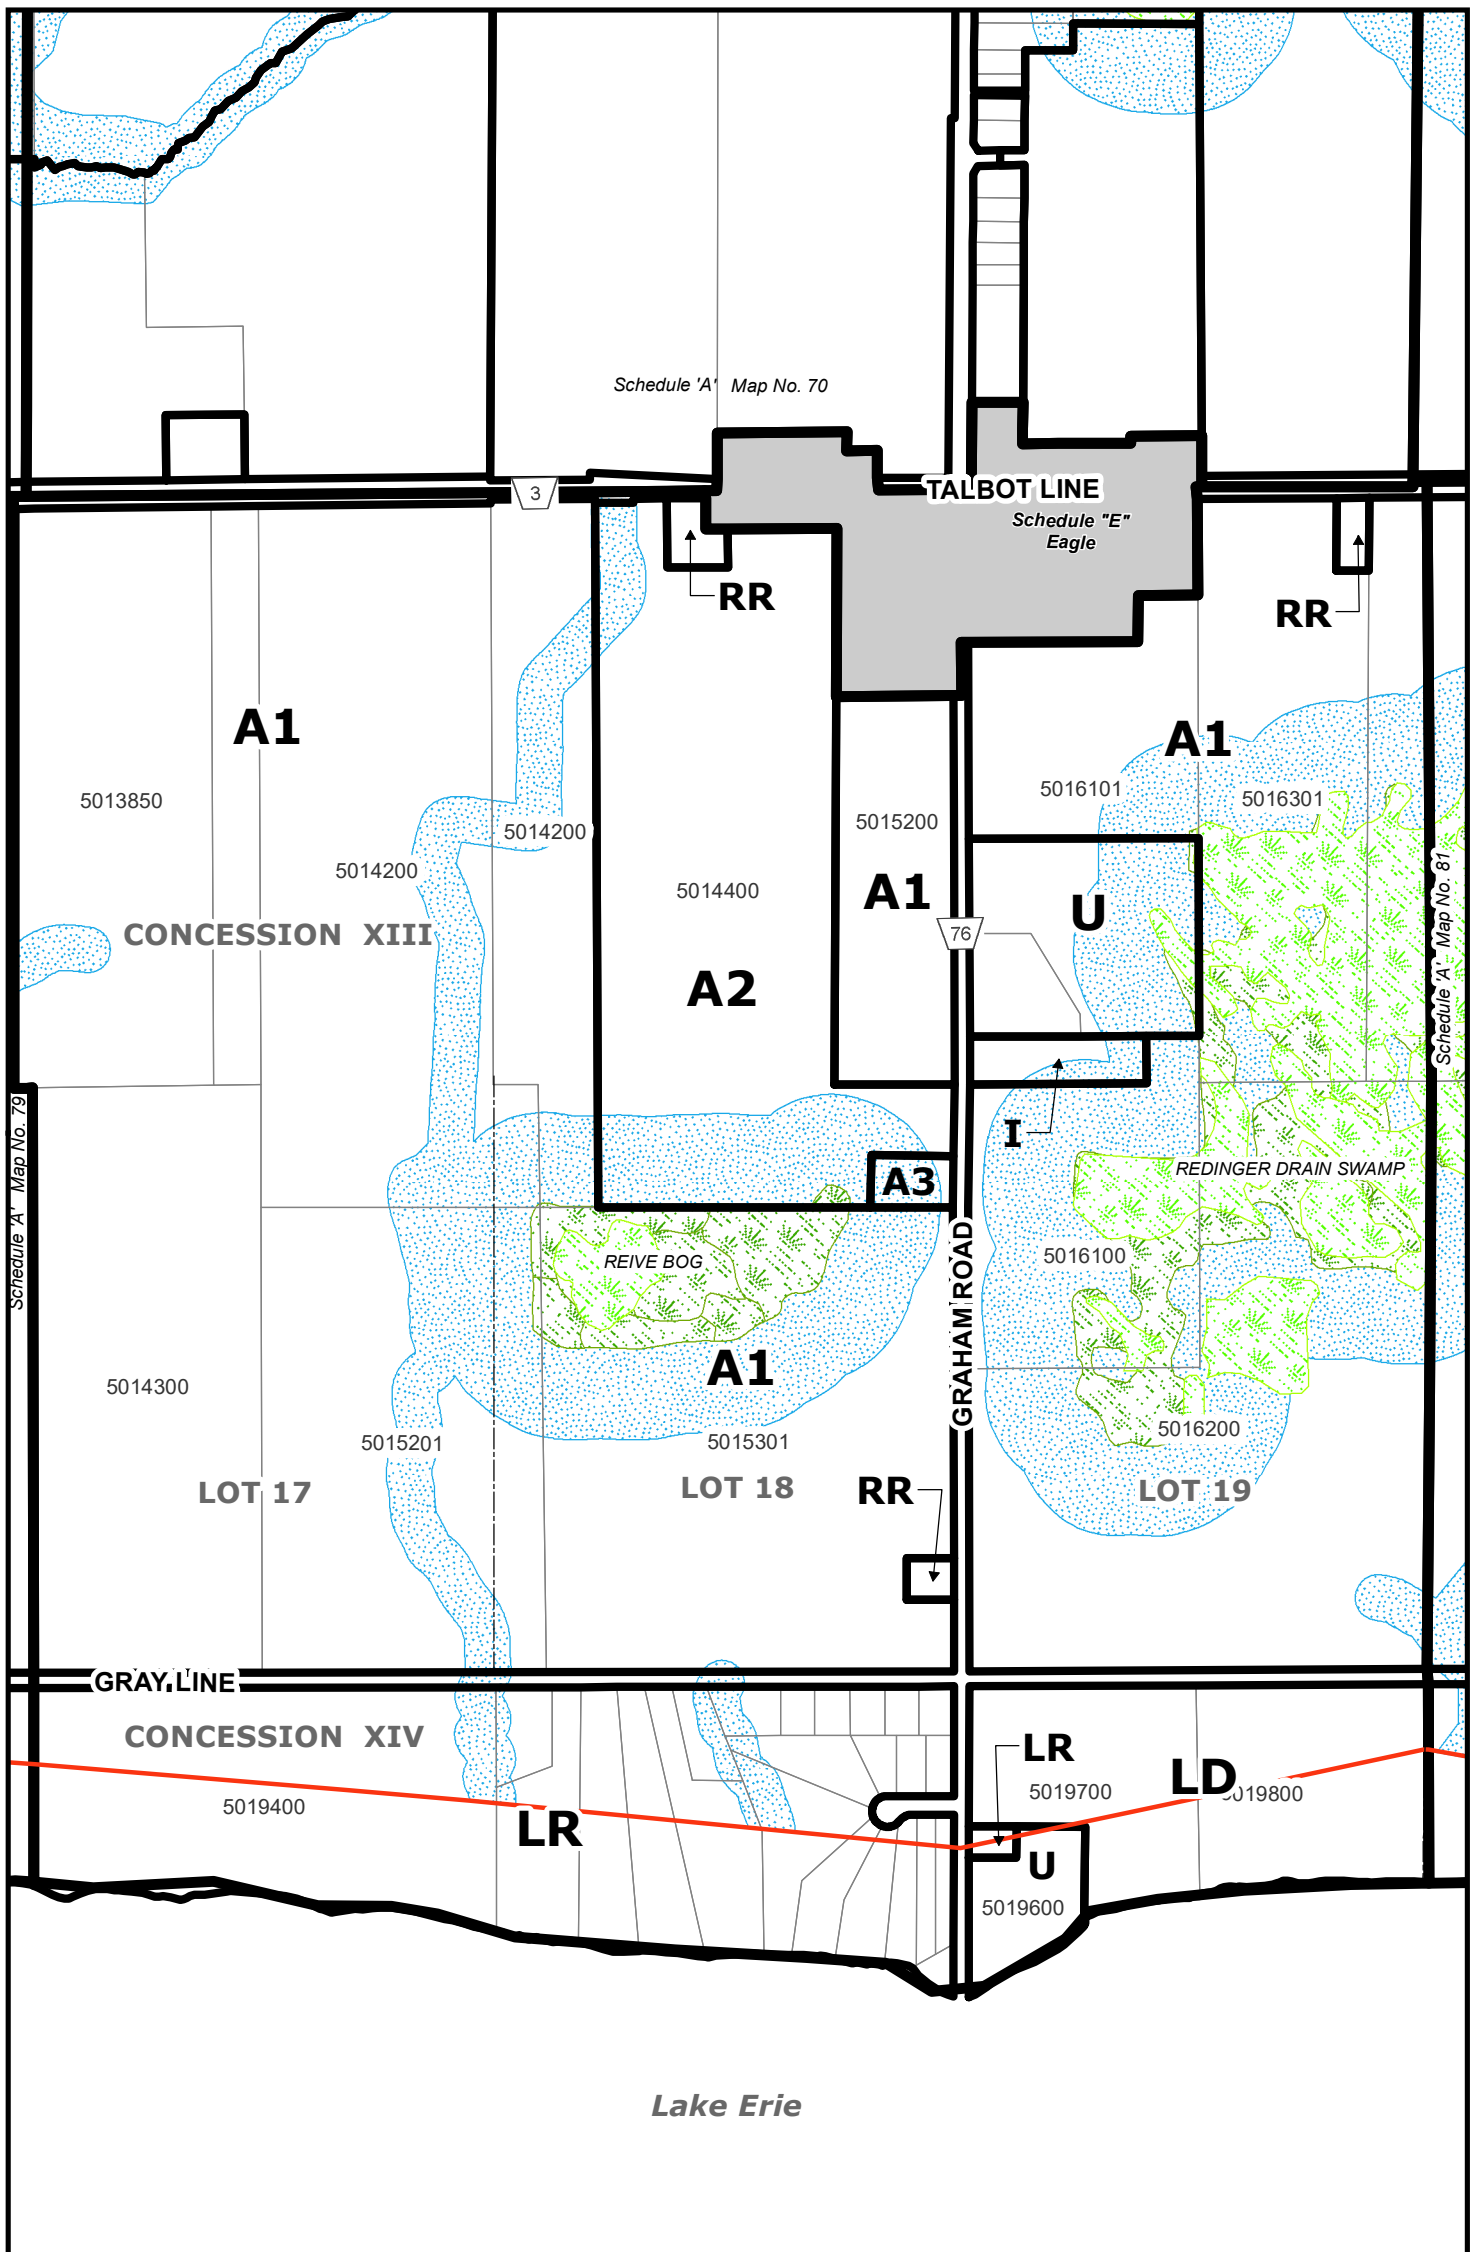 Schedule 'A' Map No. 70
3
TALBOT LINE
Schedule "E"
Eagle
RR
RR
A1
A1
5013850
5014200
5014200
5014400
5015200
5016101
5016301
A1
U
CONCESSION XIII
76
A2
Schedule 'A' Map No. 81
Schedule 'A' Map No. 79
I
A3
REDINGER DRAIN SWAMP
REIVE BOG
5016100
GRAHAM ROAD
A1
5014300
5015201
5015301
5016200
LOT 17
LOT 18
RR
LOT 19
GRAY LINE
CONCESSION XIV
LR
LD
5019400
5019700
5019800
LR
U
5019600
Lake Erie